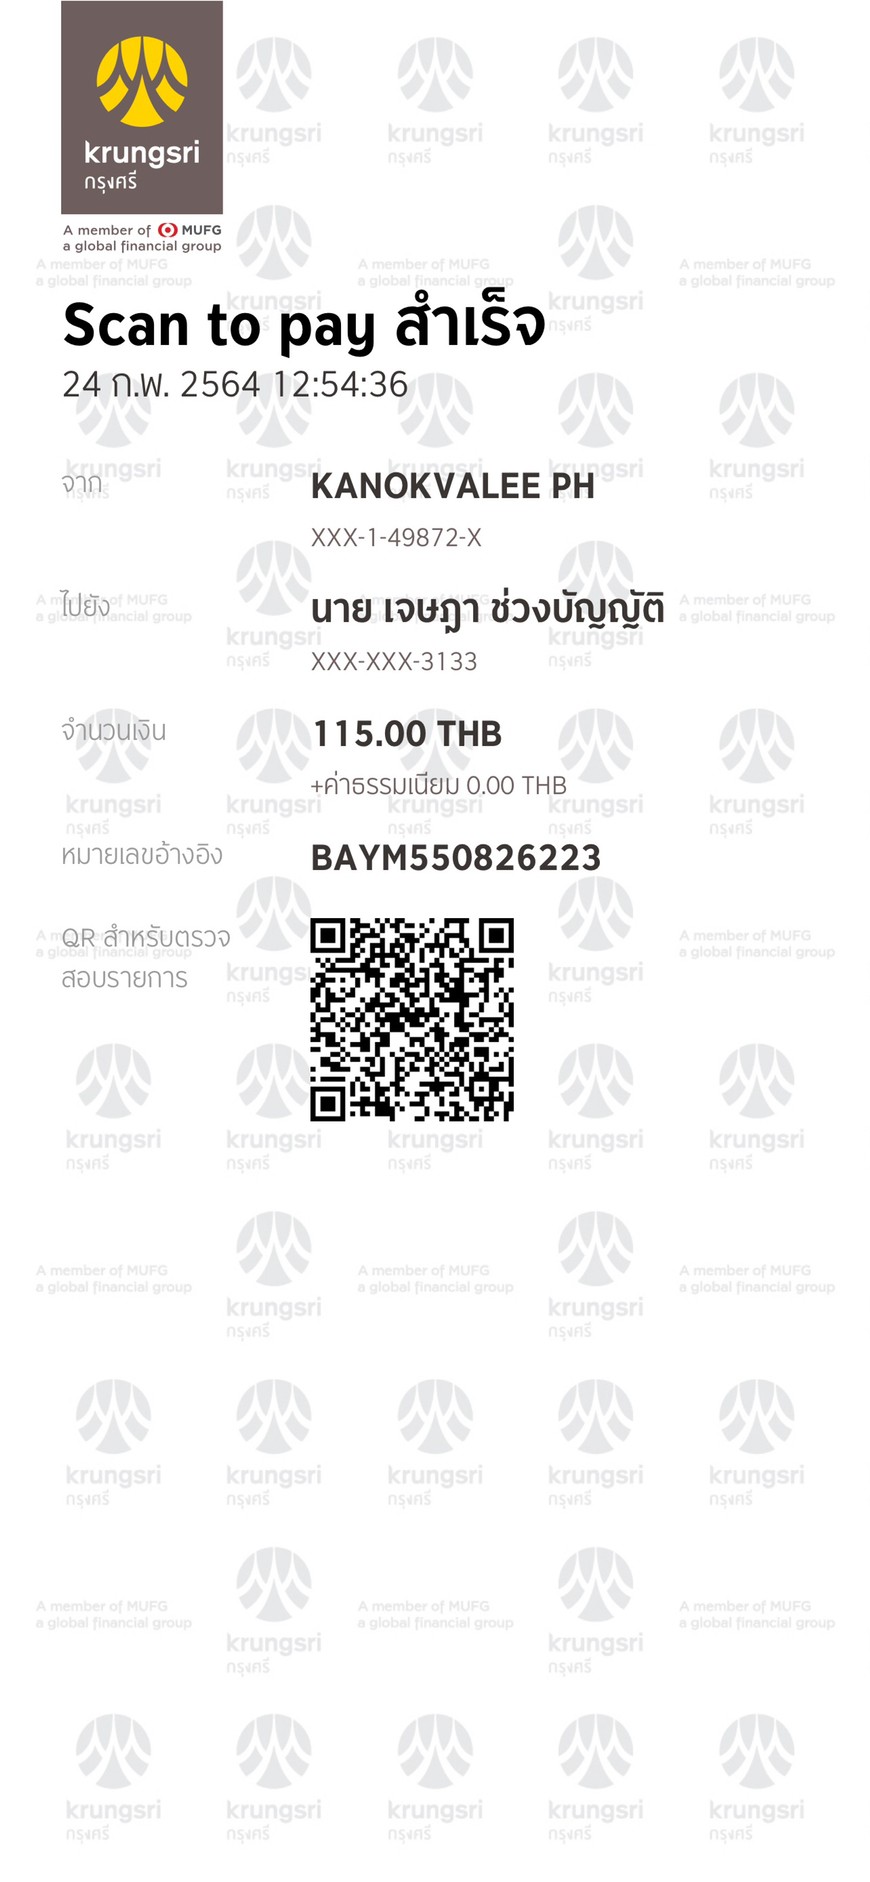 krungsri
กรุงศรี
A member of MUFG
a global financial group
Scan to pay สำเร็จ
24 ก.พ. 2564 12:54:36
จาก
KANOKVALEE PH
XXX-1-49872-X
ไปยัง
นาย เจษฎา ช่วงบัญญัติ
XXX-XXX-3133
จำนวนเงิน
115.00 THB
+ค่าธรรมเนียม 0.00 THB
หมายเลขอ้างอิง
BAYM550826223
QR สำหรับตรวจ
สอบรายการ